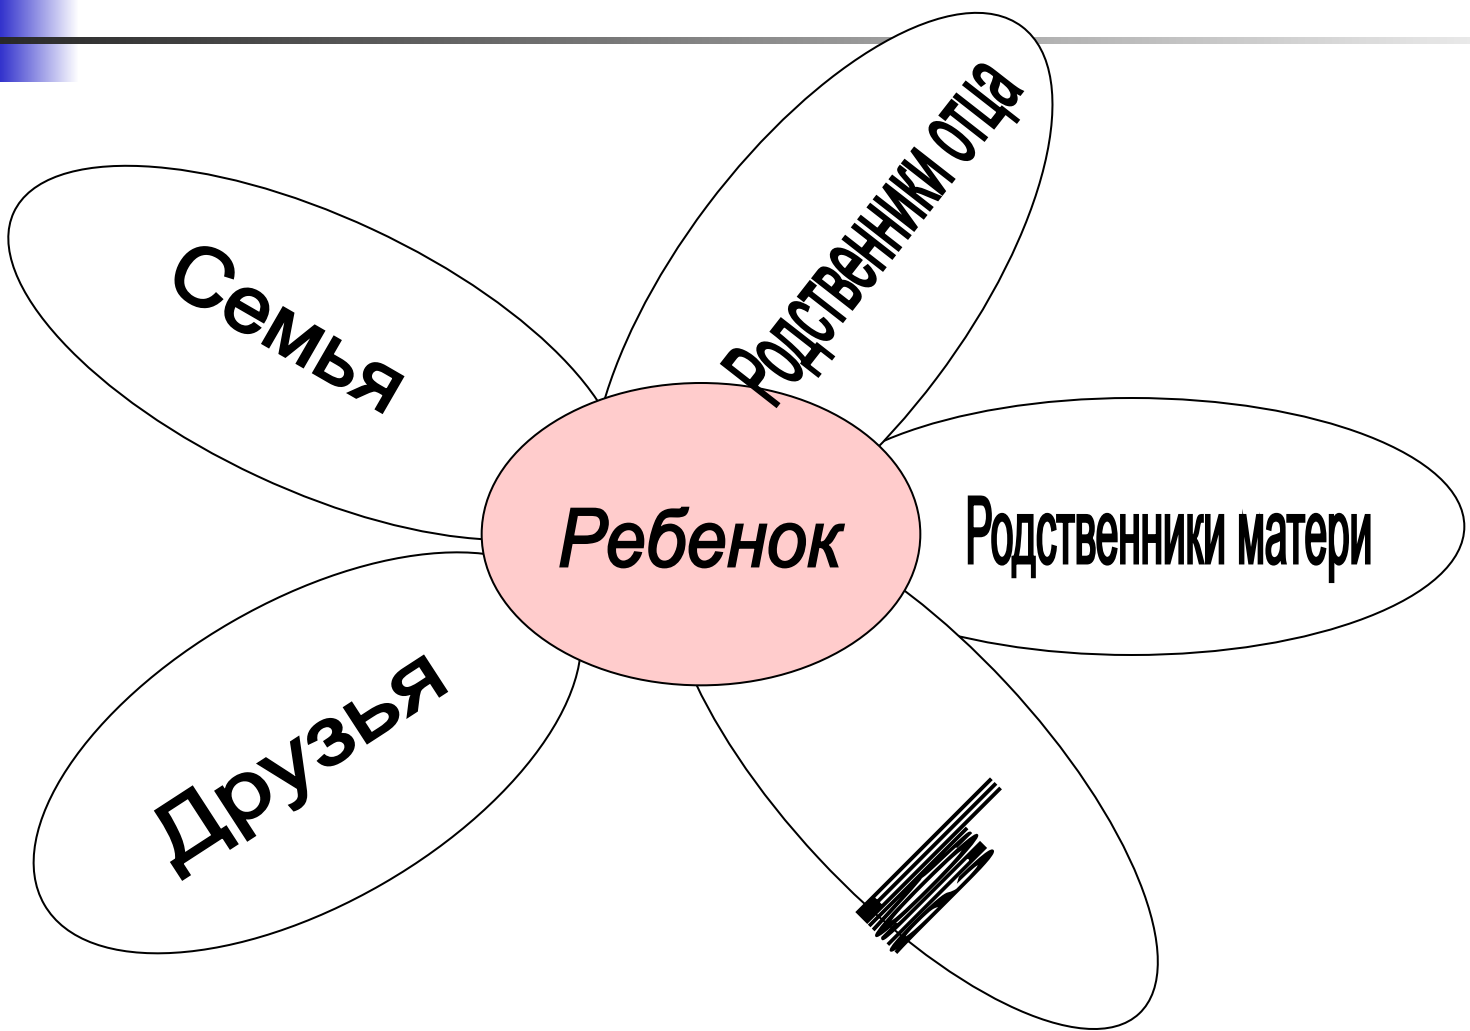 Родственники отца
Семья
Ребенок
Родственники матери
Друзья